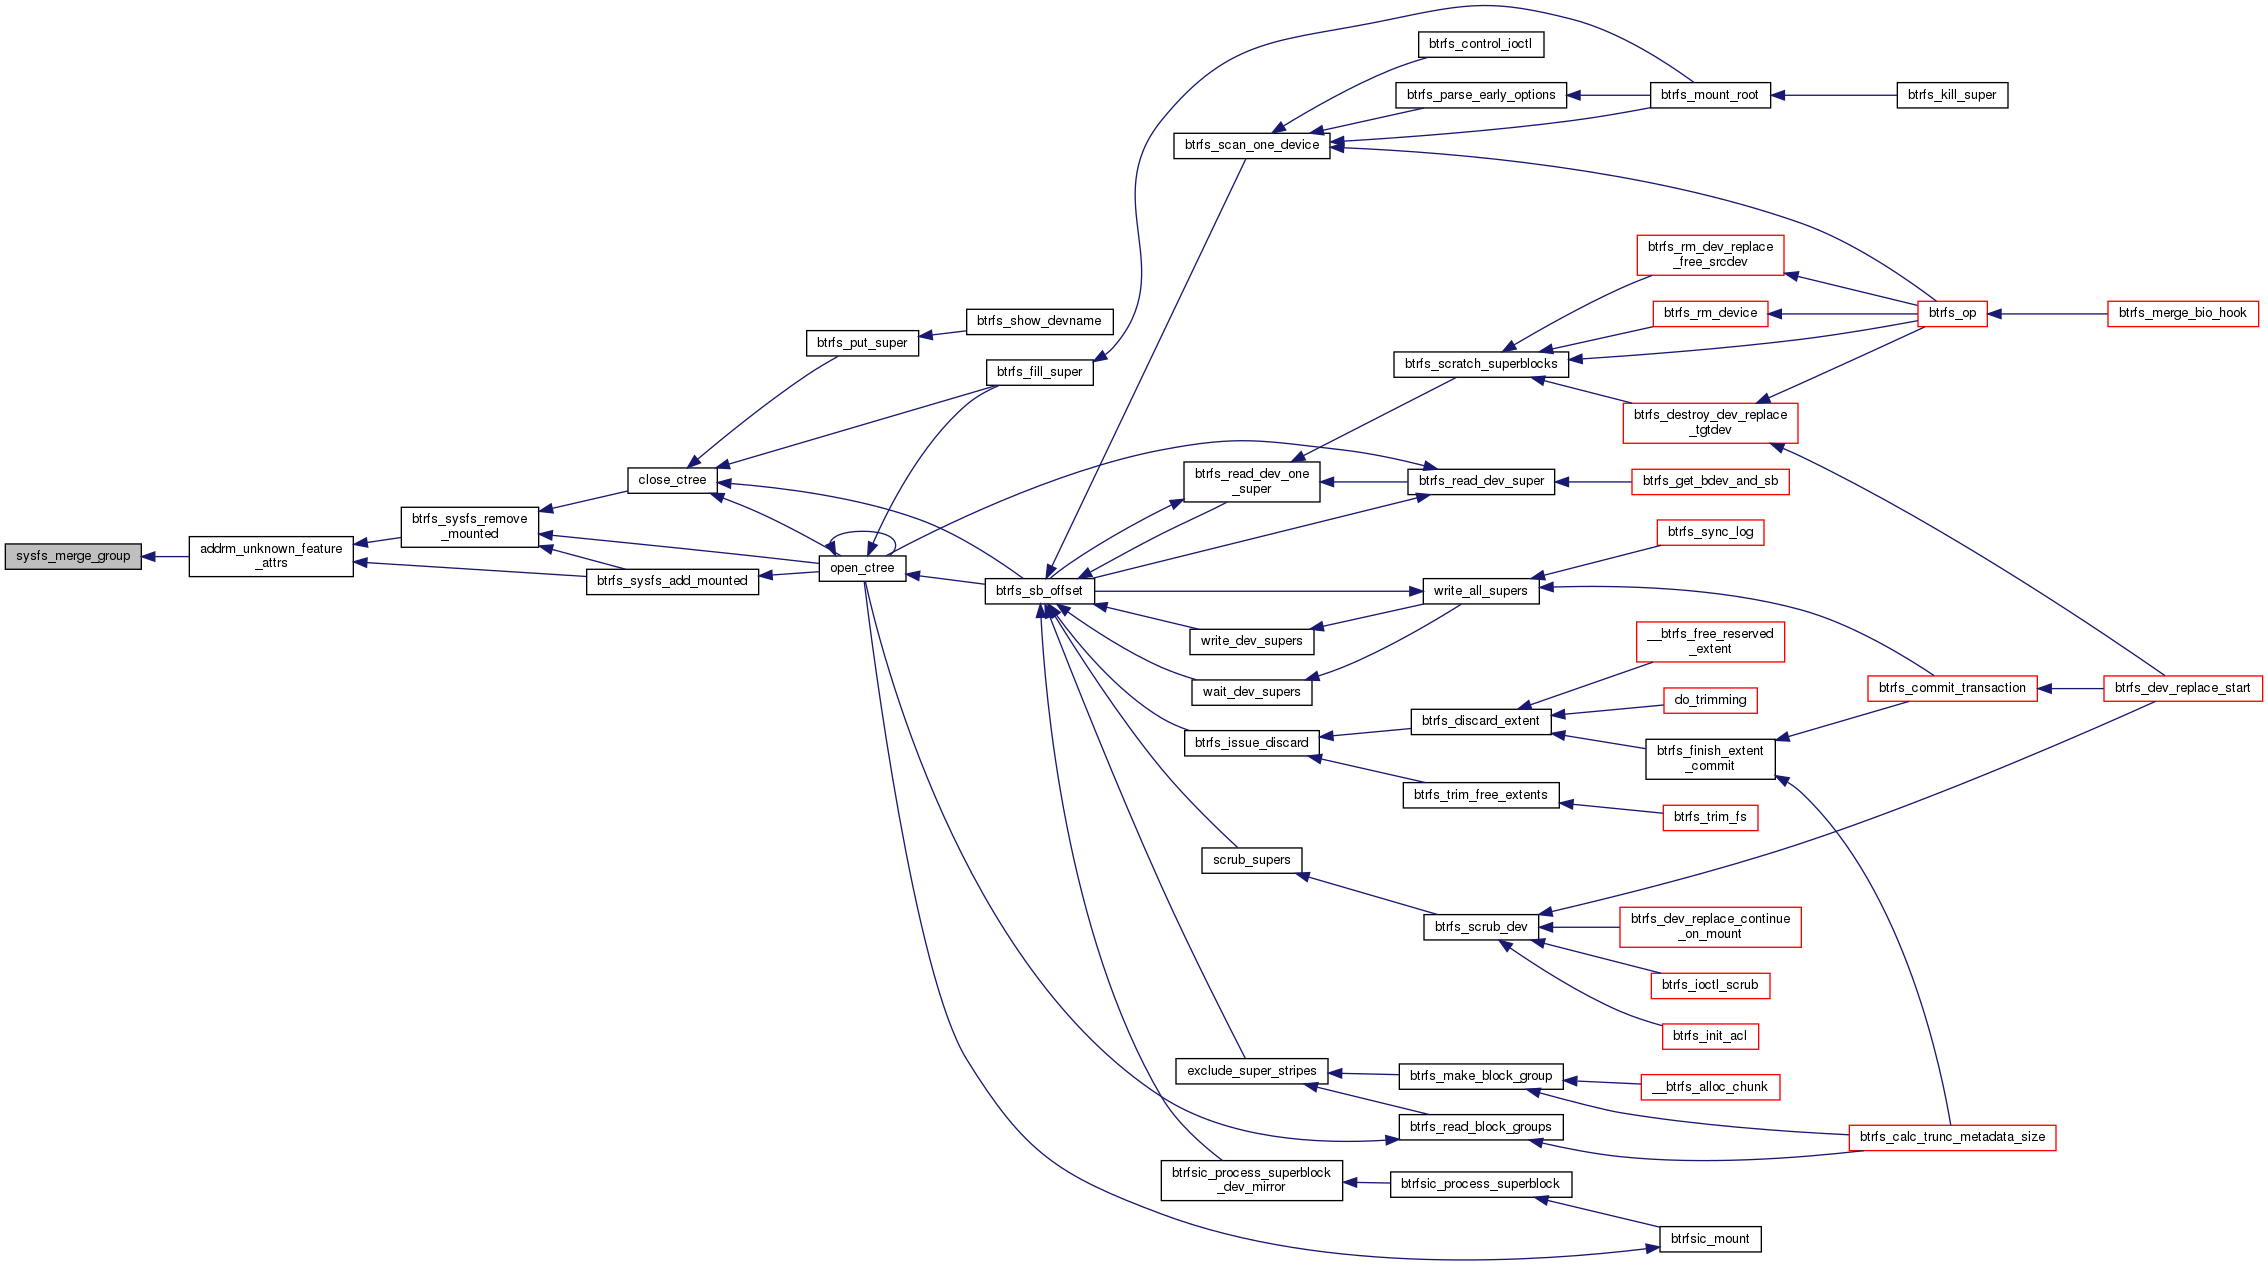 sysfs_merge_group
addrm_unknown_feature
_attrs
btrfs_sysfs_remove
_mounted
btrfs_sysfs_add_mounted
close_ctree
btrfs_put_super
btrfs_show_devname
btrfs_fill_super
open_ctree
btrfs_sb_offset
btrfs_control_ioctl
btrfs_parse_early_options
btrfs_mount_root
btrfs_kill_super
btrfs_scan_one_device
btrfs_rm_dev_replace
_free_srcdev
btrfs_rm_device
btrfs_op
btrfs_merge_bio_hook
btrfs_scratch_superblocks
btrfs_destroy_dev_replace
_tgtdev
btrfs_read_dev_one
_super
btrfs_read_dev_super
btrfs_get_bdev_and_sb
btrfs_sync_log
write_all_supers
write_dev_supers
wait_dev_supers
__btrfs_free_reserved
_extent
do_trimming
btrfs_commit_transaction
btrfs_dev_replace_start
btrfs_discard_extent
btrfs_issue_discard
btrfs_finish_extent
_commit
btrfs_trim_free_extents
btrfs_trim_fs
scrub_supers
btrfs_scrub_dev
btrfs_dev_replace_continue
_on_mount
btrfs_ioctl_scrub
btrfs_init_acl
exclude_super_stripes
btrfs_make_block_group
__btrfs_alloc_chunk
btrfs_read_block_groups
btrfs_calc_trunc_metadata_size
btrfsic_process_superblock
_dev_mirror
btrfsic_process_superblock
btrfsic_mount